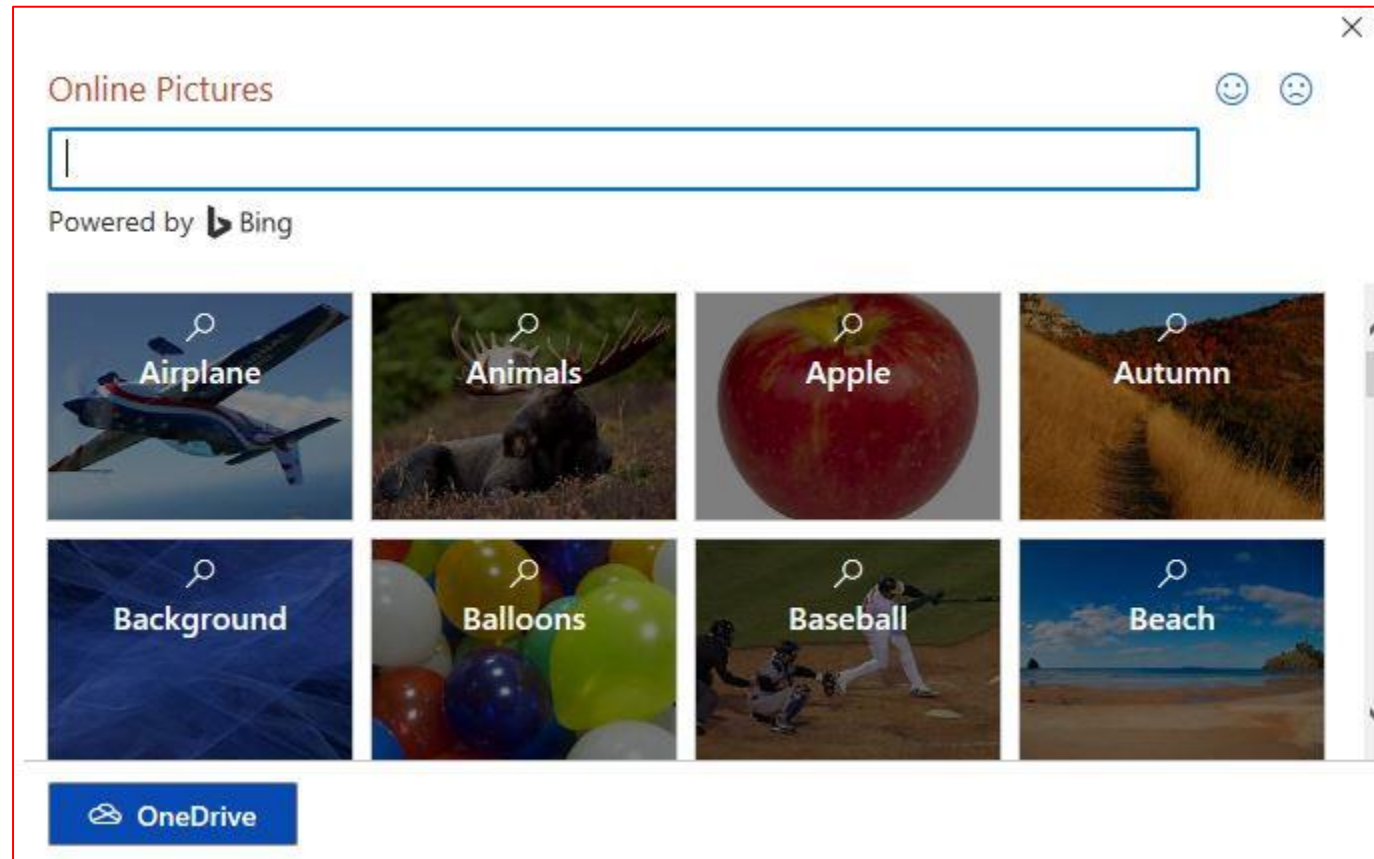 Online Pictures
Powered by Bing
Airplane
Animals
Apple
Autumn
Background
Balloons
Baseball
Beach
OneDrive